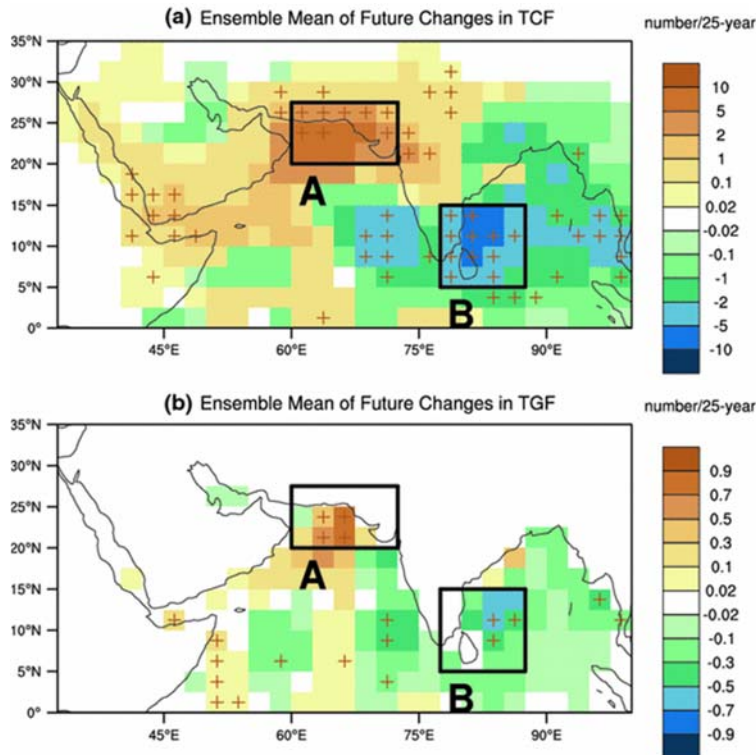 (a) Ensemble Mean of Future Changes in TCF
number/25-year
35°N
30°N
25°N
20°N
15°N
10°N
5°N
0°
A
B
45°E 60°E 75°E 90°E
10
5
2
1
0.1
0.02
-0.02
-0.1
-1
-2
-5
-10
(b) Ensemble Mean of Future Changes in TGF
number/25-year
35°N
30°N
25°N
20°N
15°N
10°N
5°N
0°
A
B
45°E 60°E 75°E 90°E
0.9
0.7
0.5
0.3
0.1
0.02
-0.02
-0.1
-0.3
-0.5
-0.7
-0.9